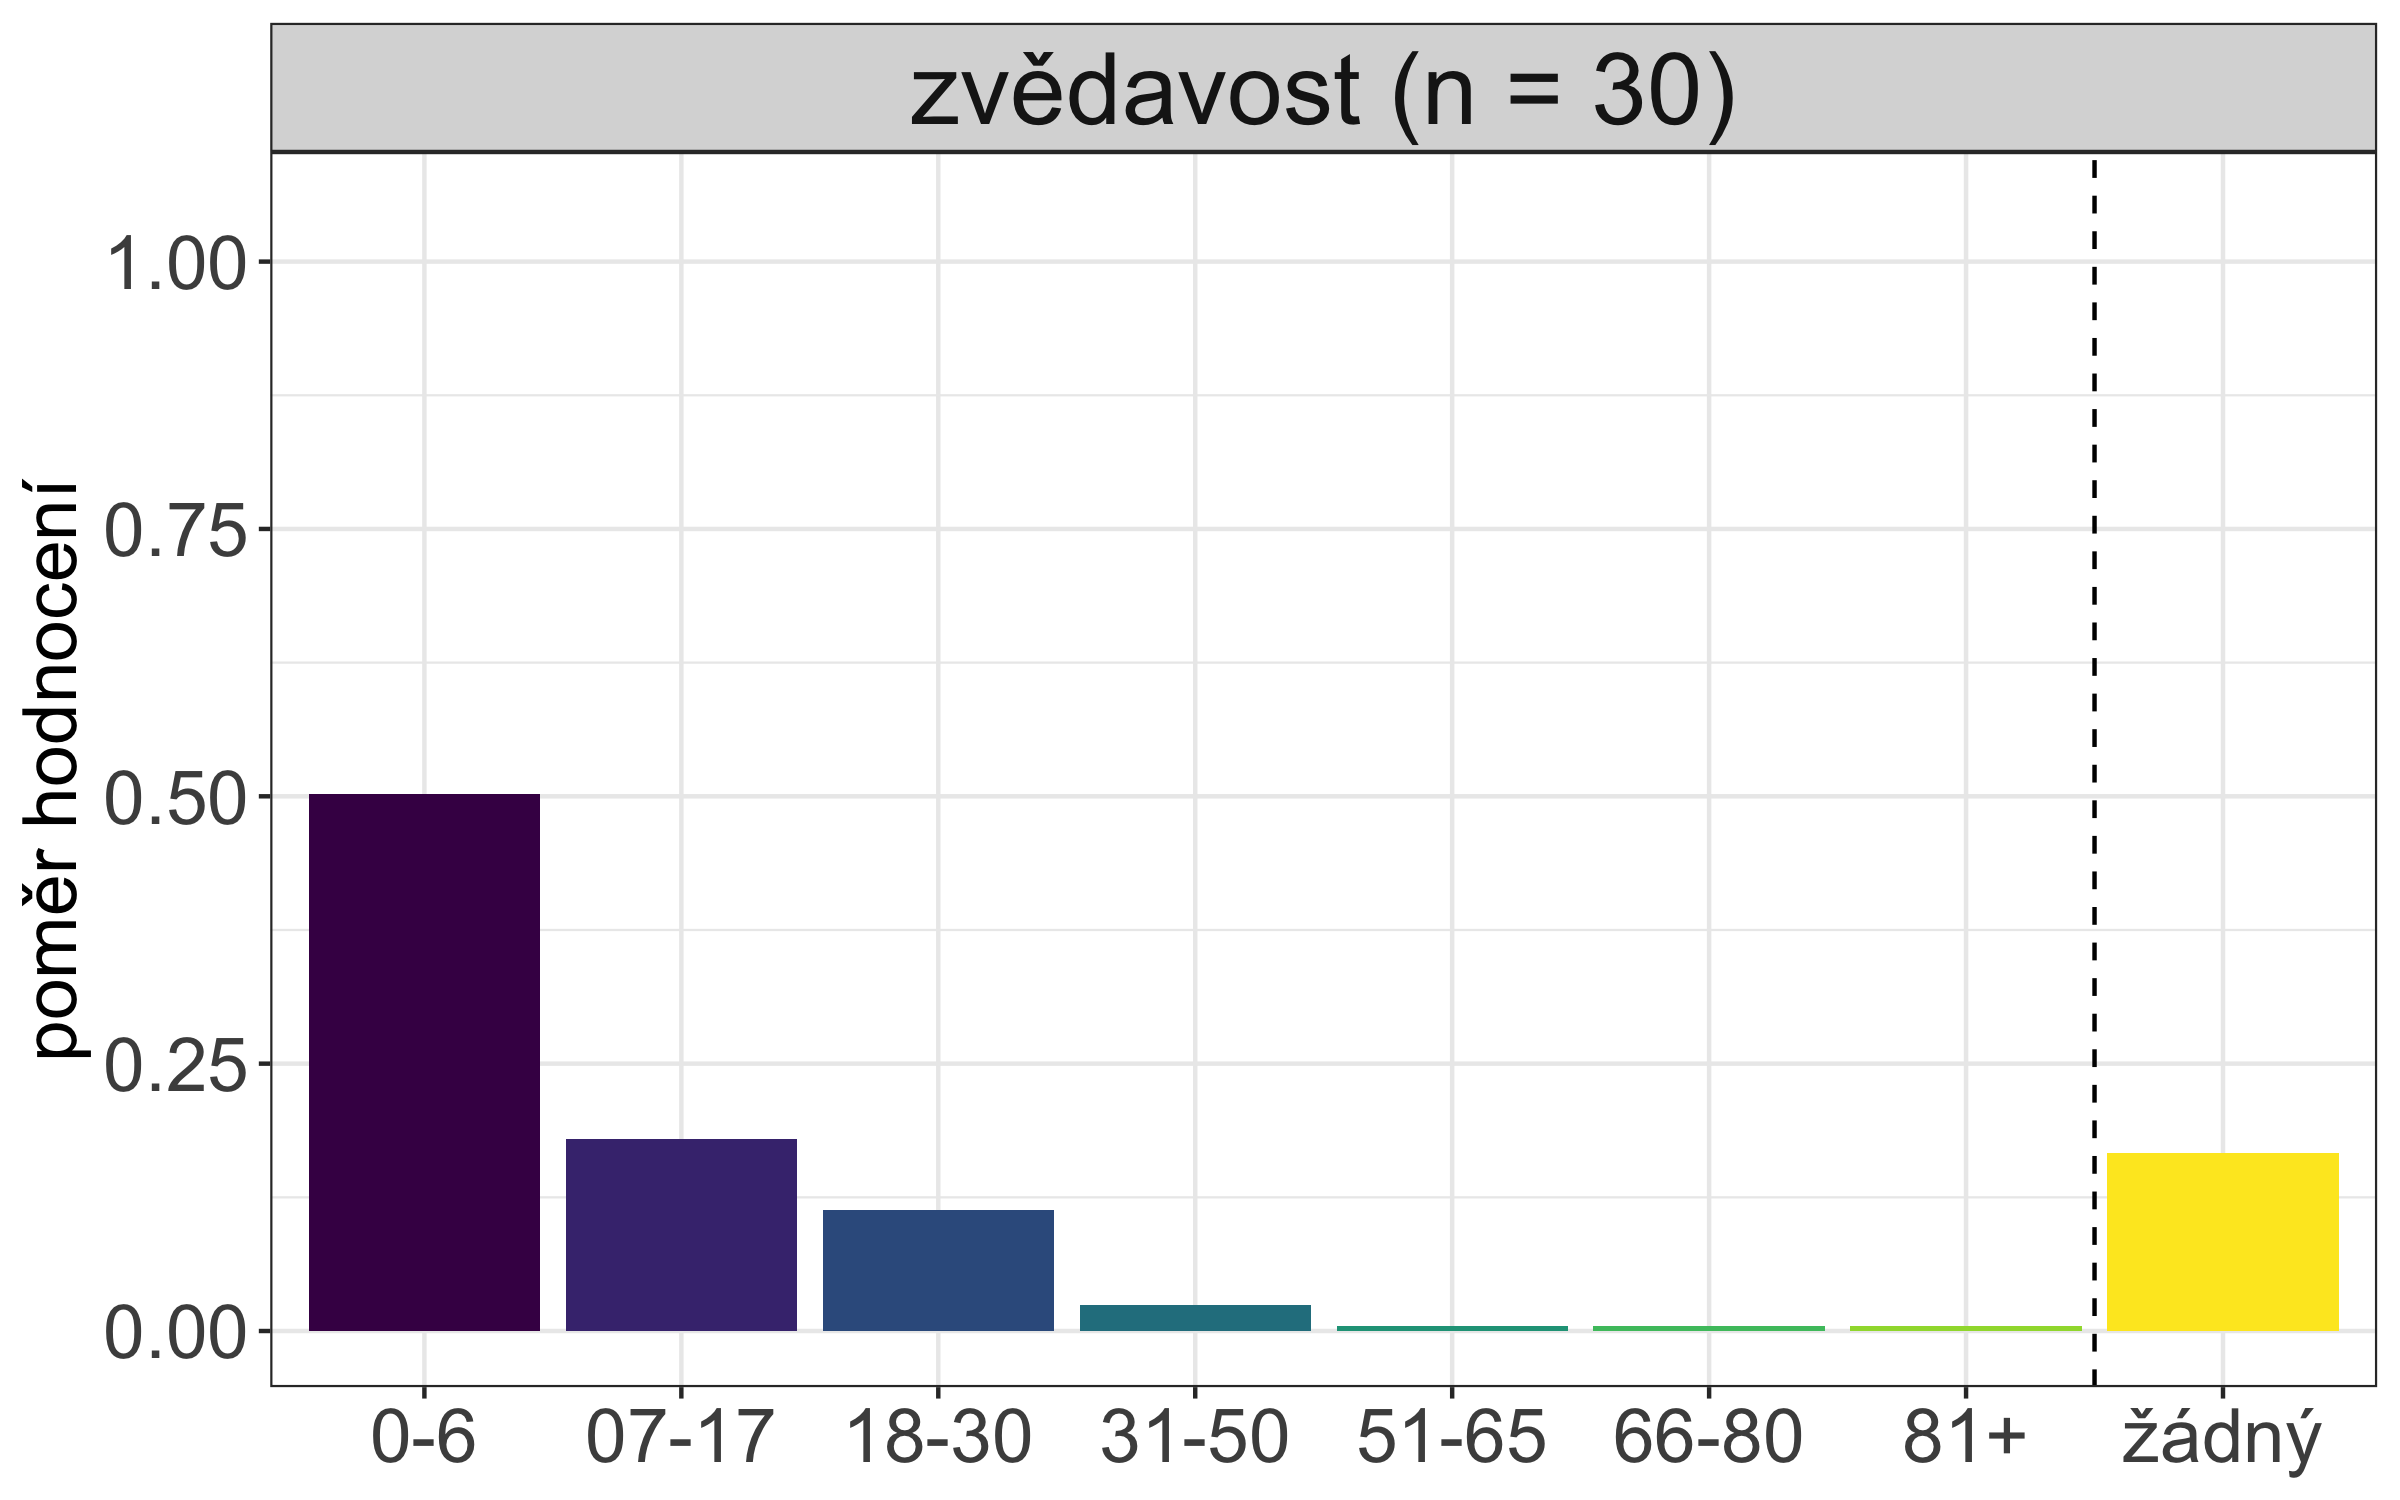 zvědavost (n = 30)
poměr hodnocení
1.00
0.75
0.50
0.25
0.00
0-6 07-17 18-30 31-50 51-65 66-80 81+ žádný